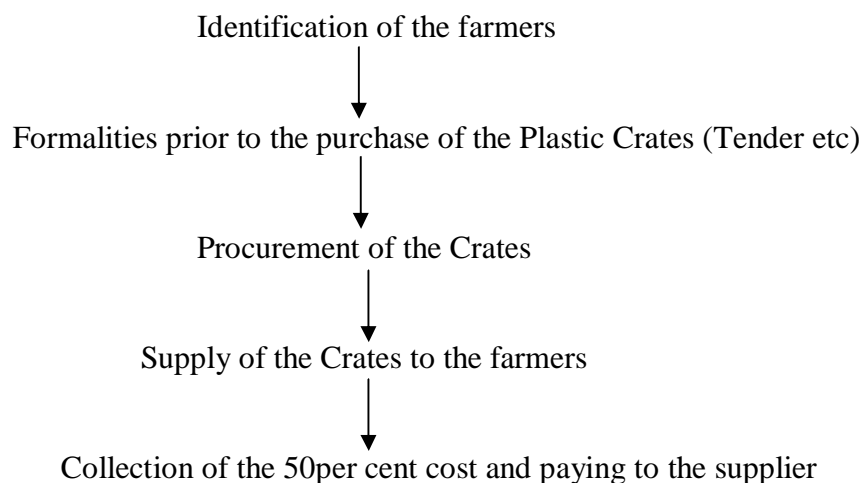 Identification of the farmers
Formalities prior to the purchase of the Plastic Crates (Tender etc)
Procurement of the Crates
Supply of the Crates to the farmers
Collection of the 50per cent cost and paying to the supplier